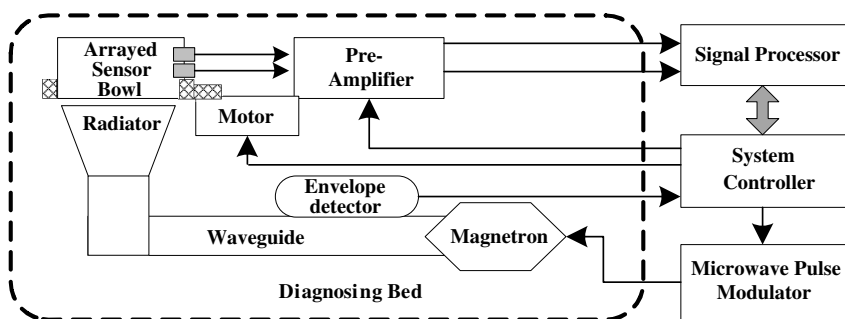 Arrayed
Sensor
Bowl
Pre-
Amplifier
Signal Processor
Radiator
Motor
System
Controller
Envelope
detector
Waveguide
Magnetron
Microwave Pulse
Modulator
Diagnosing Bed